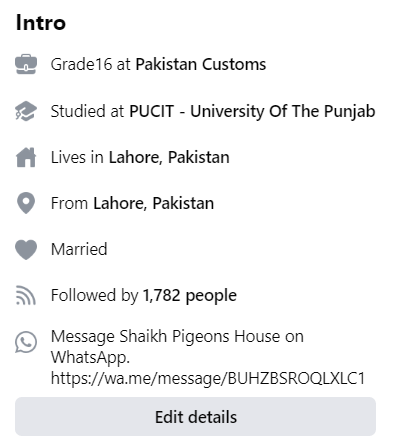 Intro
Grade16 at Pakistan Customs
Studied at PUCIT - University Of The Punjab
Lives in Lahore, Pakistan
From Lahore, Pakistan
Married
Followed by 1,782 people
Message Shaikh Pigeons House on
WhatsApp.
https://wa.me/message/BUHZBSROQLXLC1
Edit details